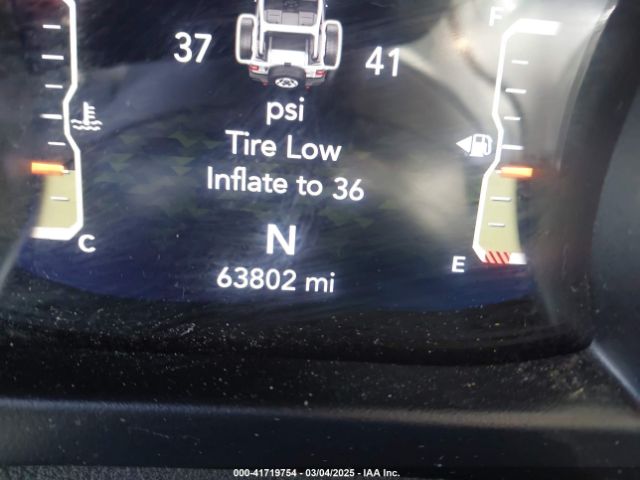 F
37 41
psi
Tire Low
Inflate to 36
N
C
E
63802 mi
000-41719754 - 03/04/2025 - IAA Inc.